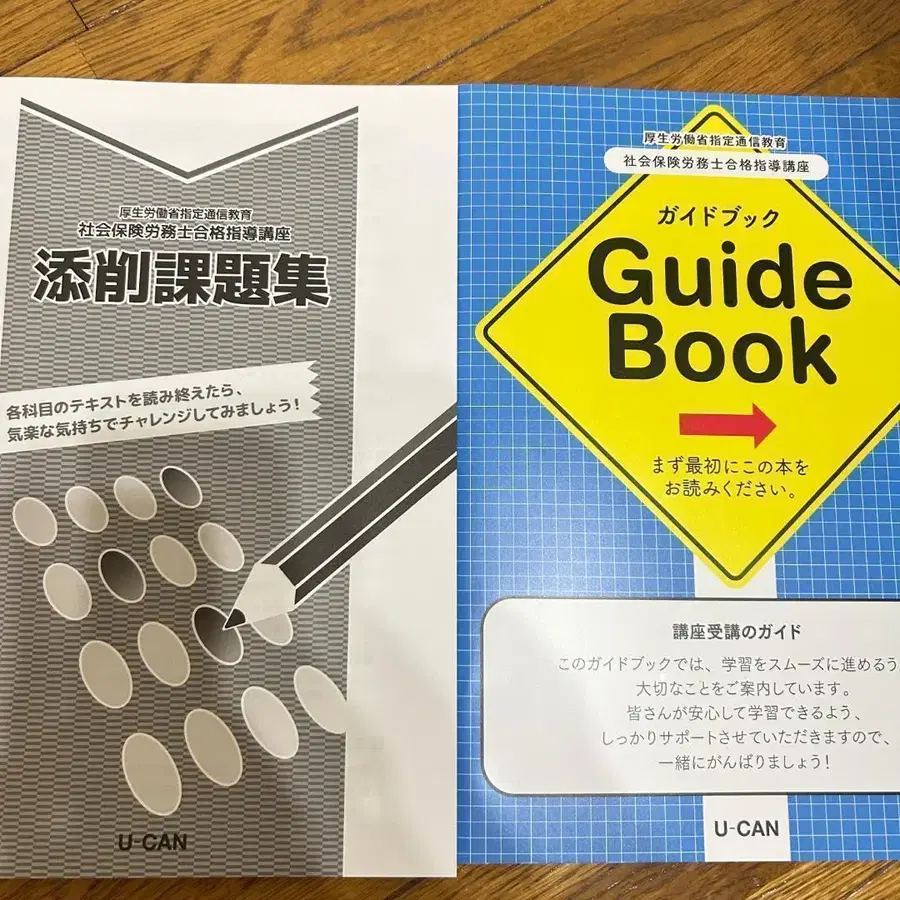 厚生労働省指定通信教育
社会保険労務士合格指導講座
添削課題集
各科目のテキストを読み終えたら、
気楽な気持ちでチャレンジしてみましょう！
U-CAN
厚生労働省指定通信教育
社会保険労務士合格指導講座
ガイドブック
Guide
Book
まず最初にこの本を
お読みください。
講座受講のガイド
このガイドブックでは、学習をスムーズに進めるう
大切なことをご案内しています。
皆さんが安心して学習できるよう、
しっかりサポートさせていただきますので、
一緒にがんばりましょう！
U-CAN